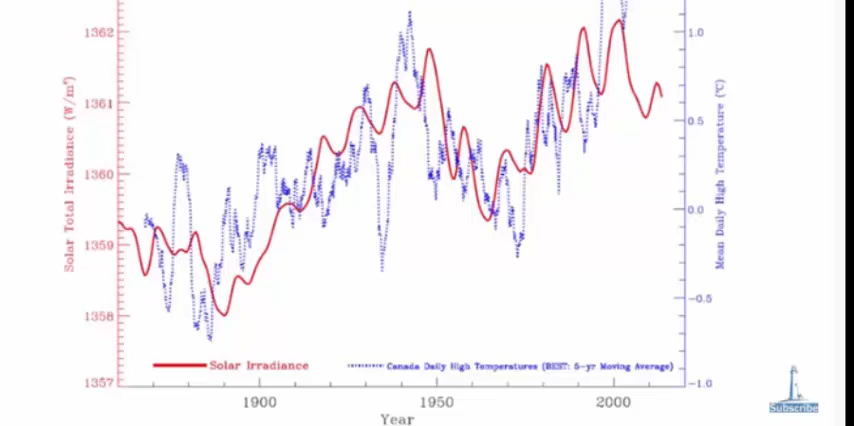 1362
1361
1360
1359
1358
1357
Solar Total Irradiance (W/m²)
1.0
0.5
0.0
-0.5
-1.0
Mean Daily High Temperature (°C)
Solar Irradiance
Canada Daily High Temperatures (BEST: 5-yr Moving Average)
1900
1950
2000
Year
Subscribe